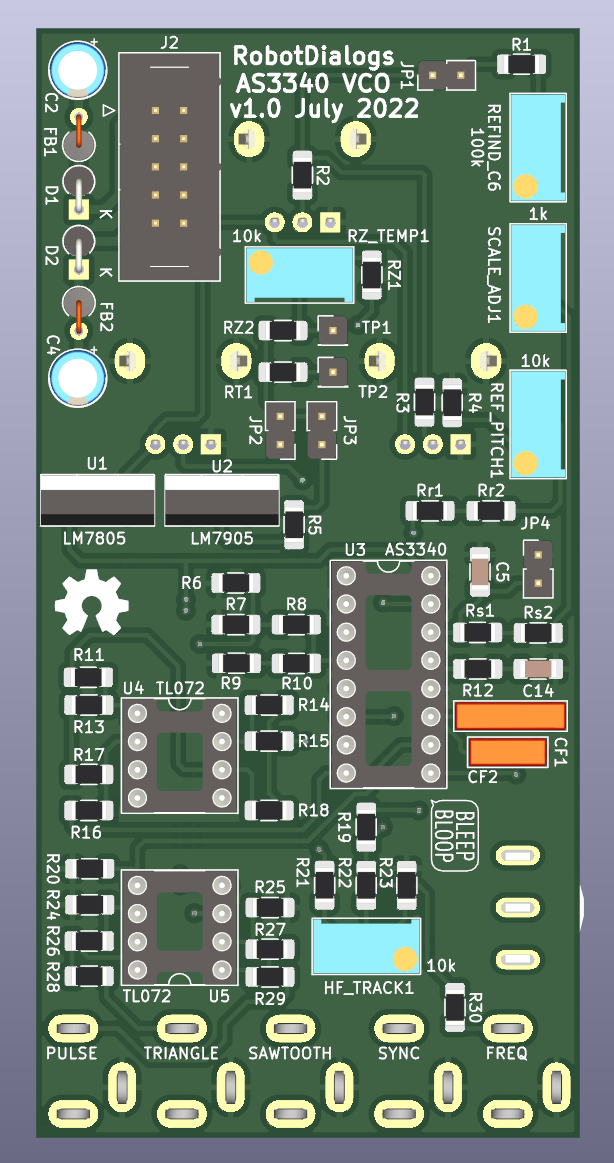 J2
RobotDialogs
AS3340 VCO
v1.0 July 2022
JP1
R1
C2
FB1
D1
K
D2
K
FB2
C4
R2
REFIND_C6
100k
1k
SCALE_ADJ1
10k
RZ_TEMP1
RZ1
RZ2
TP1
RT1
TP2
10k
REF_PITCH1
R3
R4
JP2
JP3
U1
U2
LM7805
LM7905
R5
Rr1
Rr2
JP4
U3
AS3340
C5
R6
R7
R8
R9
R10
Rs1
Rs2
R12
C14
R11
R13
U4
TL072
R14
R15
R17
R16
R18
CF1
CF2
R19
BLEEP
BLOOP
R20
R24
R26
R28
R21
R22
R23
R25
R27
R29
TL072
U5
10k
HF_TRACK1
R30
PULSE
TRIANGLE
SAWTOOTH
SYNC
FREQ